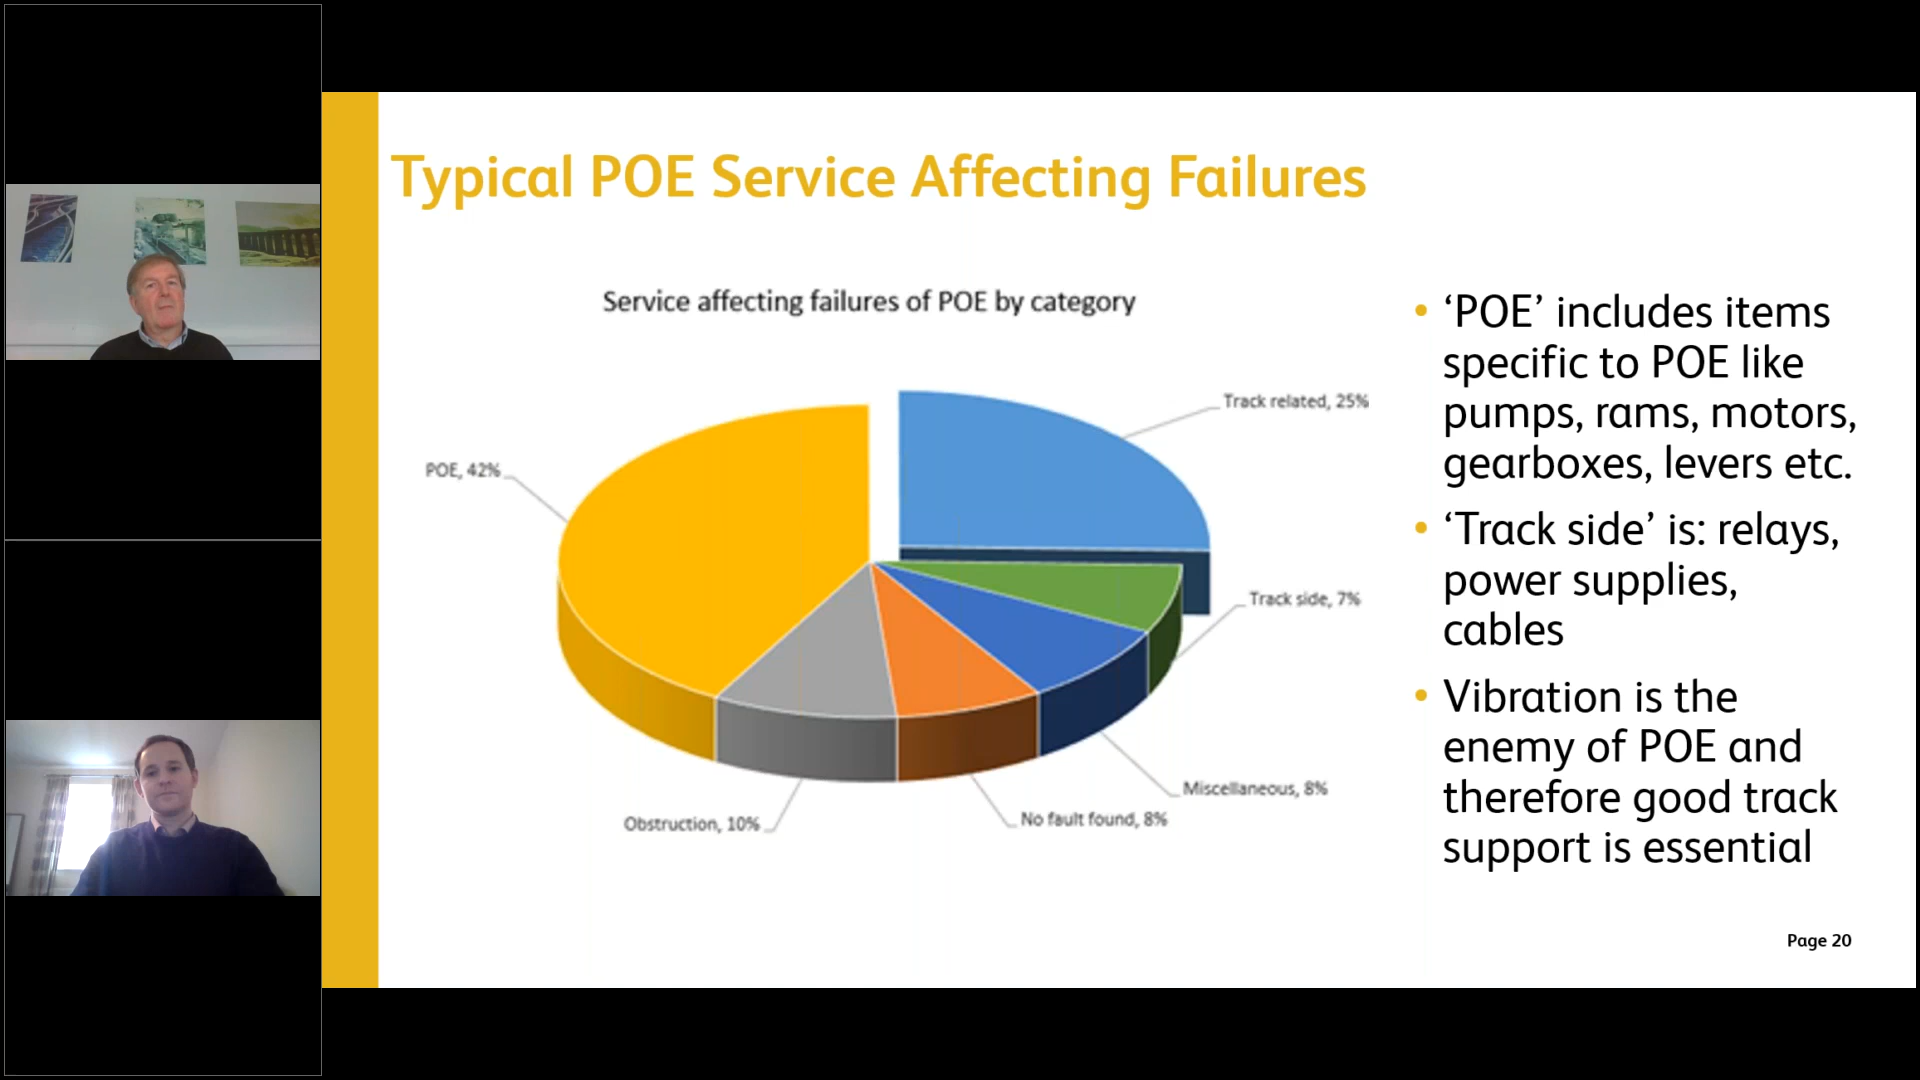 Typical POE Service Affecting Failures
Service affecting failures of POE by category
Track related, 25%
POE, 42%
Track side, 7%
Miscellaneous, 8%
No fault found, 8%
Obstruction, 10%
• ‘POE’ includes items
specific to POE like
pumps, rams, motors,
gearboxes, levers etc.
• ‘Track side’ is: relays,
power supplies,
cables
• Vibration is the
enemy of POE and
therefore good track
support is essential
Page 20